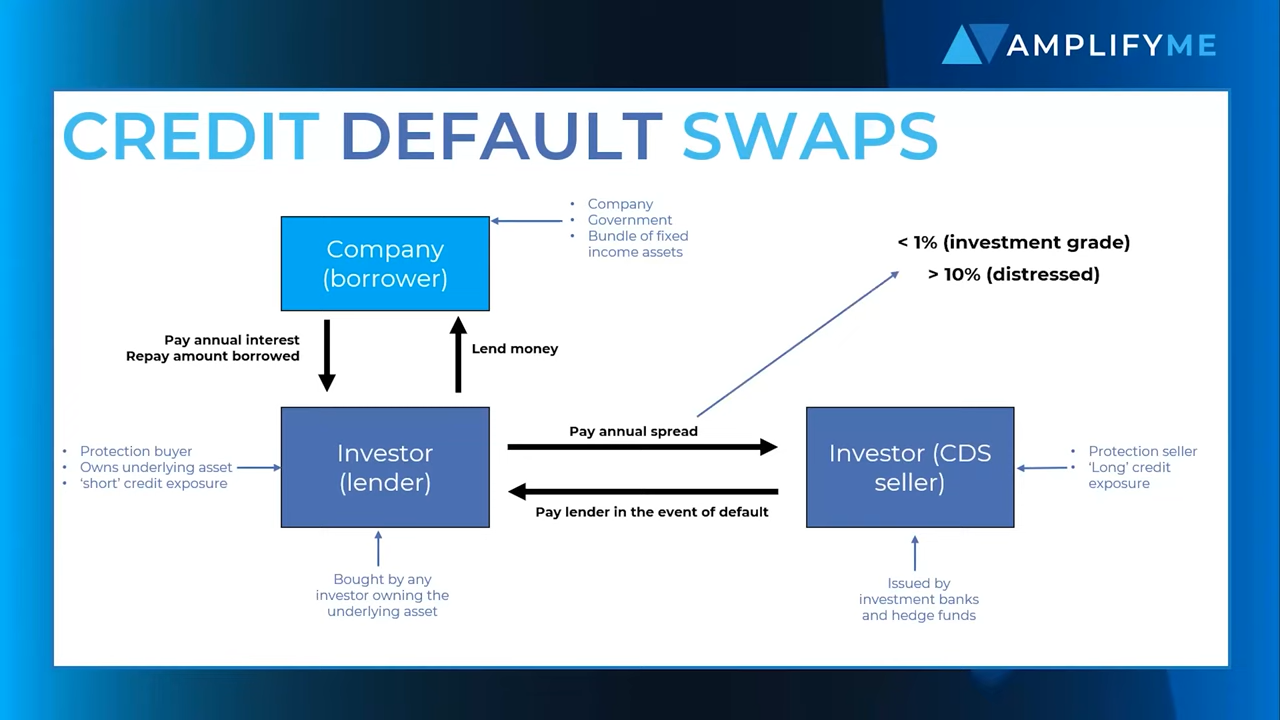 AMPLIFYME
CREDIT DEFAULT SWAPS
• Company
• Government
• Bundle of fixed
income assets
Company
(borrower)
< 1% (investment grade)
> 10% (distressed)
Pay annual interest
Repay amount borrowed
Lend money
• Protection buyer
• Owns underlying asset
• ‘short’ credit exposure
Investor
(lender)
Pay annual spread
Pay lender in the event of default
Investor (CDS
seller)
• Protection seller
• ‘Long’ credit
exposure
Bought by any
investor owning the
underlying asset
Issued by
investment banks
and hedge funds